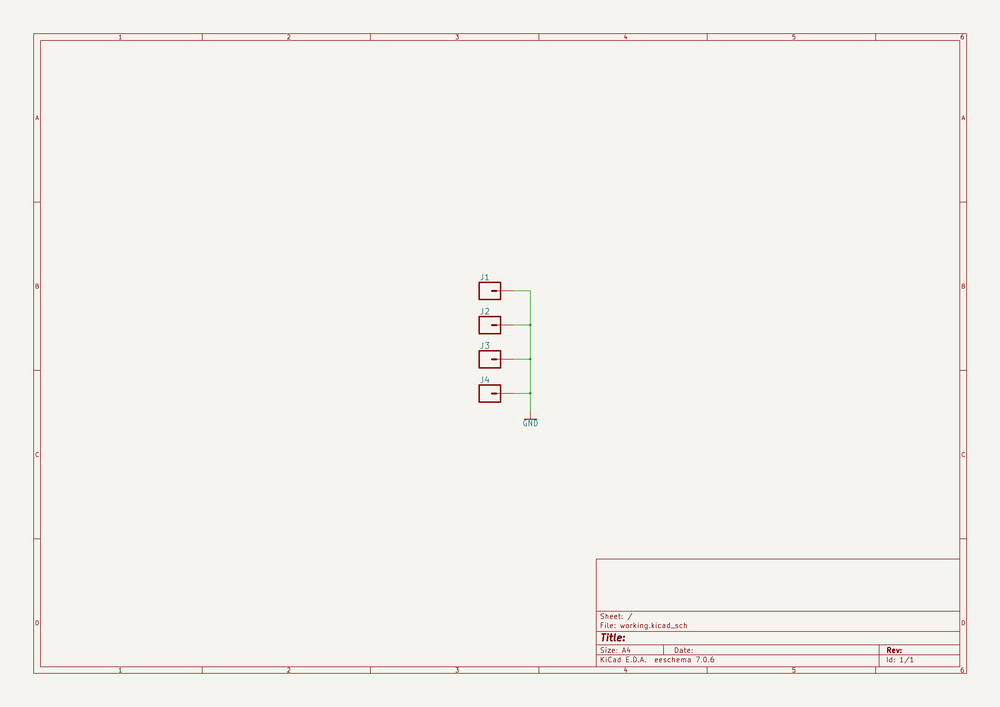 1 2 3 4 5 6
A A
J1
B B
J2
J3
J4
GND
C C
Sheet: /
File: working.kicad_sch
D D
Title:
Size: A4 Date: Rev:
KiCad E.D.A. eeschema 7.0.6 Id: 1/1
1 2 3 4 5 6